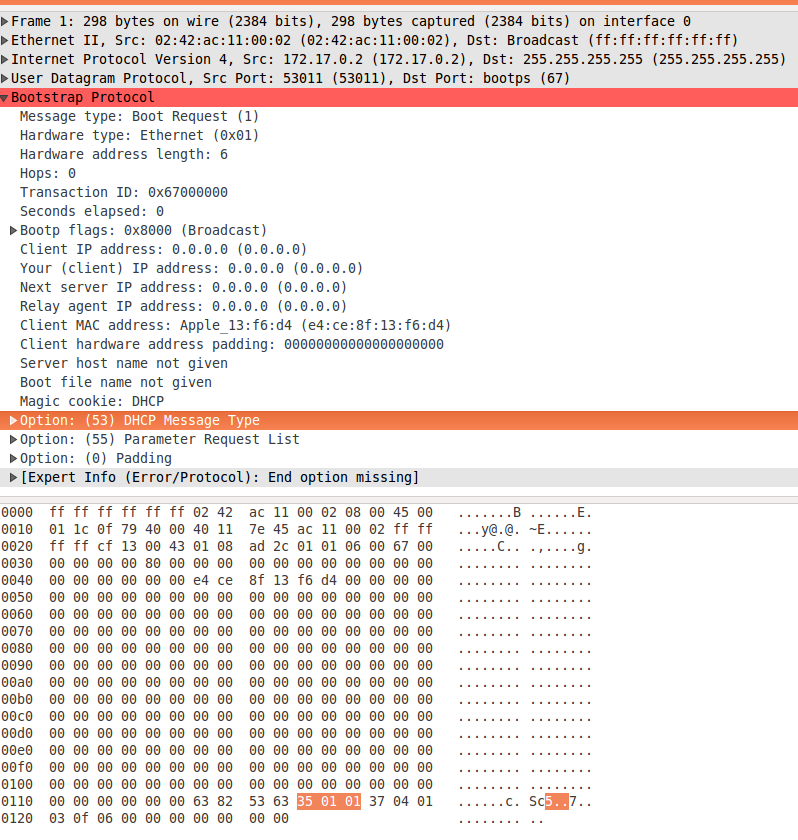 Frame 1: 298 bytes on wire (2384 bits), 298 bytes captured (2384 bits) on interface 0
Ethernet II, Src: 02:42:ac:11:00:02 (02:42:ac:11:00:02), Dst: Broadcast (ff:ff:ff:ff:ff:ff)
Internet Protocol Version 4, Src: 172.17.0.2 (172.17.0.2), Dst: 255.255.255.255 (255.255.255.255)
User Datagram Protocol, Src Port: 53011 (53011), Dst Port: bootps (67)
Bootstrap Protocol
Message type: Boot Request (1)
Hardware type: Ethernet (0x01)
Hardware address length: 6
Hops: 0
Transaction ID: 0x67000000
Seconds elapsed: 0
Bootp flags: 0x8000 (Broadcast)
Client IP address: 0.0.0.0 (0.0.0.0)
Your (client) IP address: 0.0.0.0 (0.0.0.0)
Next server IP address: 0.0.0.0 (0.0.0.0)
Relay agent IP address: 0.0.0.0 (0.0.0.0)
Client MAC address: Apple_13:f6:d4 (e4:ce:8f:13:f6:d4)
Client hardware address padding: 00000000000000000000
Server host name not given
Boot file name not given
Magic cookie: DHCP
Option: (53) DHCP Message Type
Option: (55) Parameter Request List
Option: (0) Padding
[Expert Info (Error/Protocol): End option missing]
0000 ff ff ff ff ff ff 02 42 ac 11 00 02 08 00 45 00 .......B ......E.
0010 01 1c 0f 79 40 00 40 11 7e 45 ac 11 00 02 ff ff ...y@.@. ~E......
0020 ff ff cf 13 00 43 01 08 ad 2c 01 01 06 00 67 00 .....C.. .,....g.
0030 00 00 00 00 80 00 00 00 00 00 00 00 00 00 00 00 ........ ........
0040 00 00 00 00 00 00 e4 ce 8f 13 f6 d4 00 00 00 00 ........ ........
0050 00 00 00 00 00 00 00 00 00 00 00 00 00 00 00 00 ........ ........
0060 00 00 00 00 00 00 00 00 00 00 00 00 00 00 00 00 ........ ........
0070 00 00 00 00 00 00 00 00 00 00 00 00 00 00 00 00 ........ ........
0080 00 00 00 00 00 00 00 00 00 00 00 00 00 00 00 00 ........ ........
0090 00 00 00 00 00 00 00 00 00 00 00 00 00 00 00 00 ........ ........
00a0 00 00 00 00 00 00 00 00 00 00 00 00 00 00 00 00 ........ ........
00b0 00 00 00 00 00 00 00 00 00 00 00 00 00 00 00 00 ........ ........
00c0 00 00 00 00 00 00 00 00 00 00 00 00 00 00 00 00 ........ ........
00d0 00 00 00 00 00 00 00 00 00 00 00 00 00 00 00 00 ........ ........
00e0 00 00 00 00 00 00 00 00 00 00 00 00 00 00 00 00 ........ ........
00f0 00 00 00 00 00 00 00 00 00 00 00 00 00 00 00 00 ........ ........
0100 00 00 00 00 00 00 00 00 00 00 00 00 00 00 00 00 ........ ........
0110 00 00 00 00 00 00 63 82 53 63 35 01 01 37 04 01 ......c. Sc5..7..
0120 03 0f 06 00 00 00 00 00 00 00 ........ ..